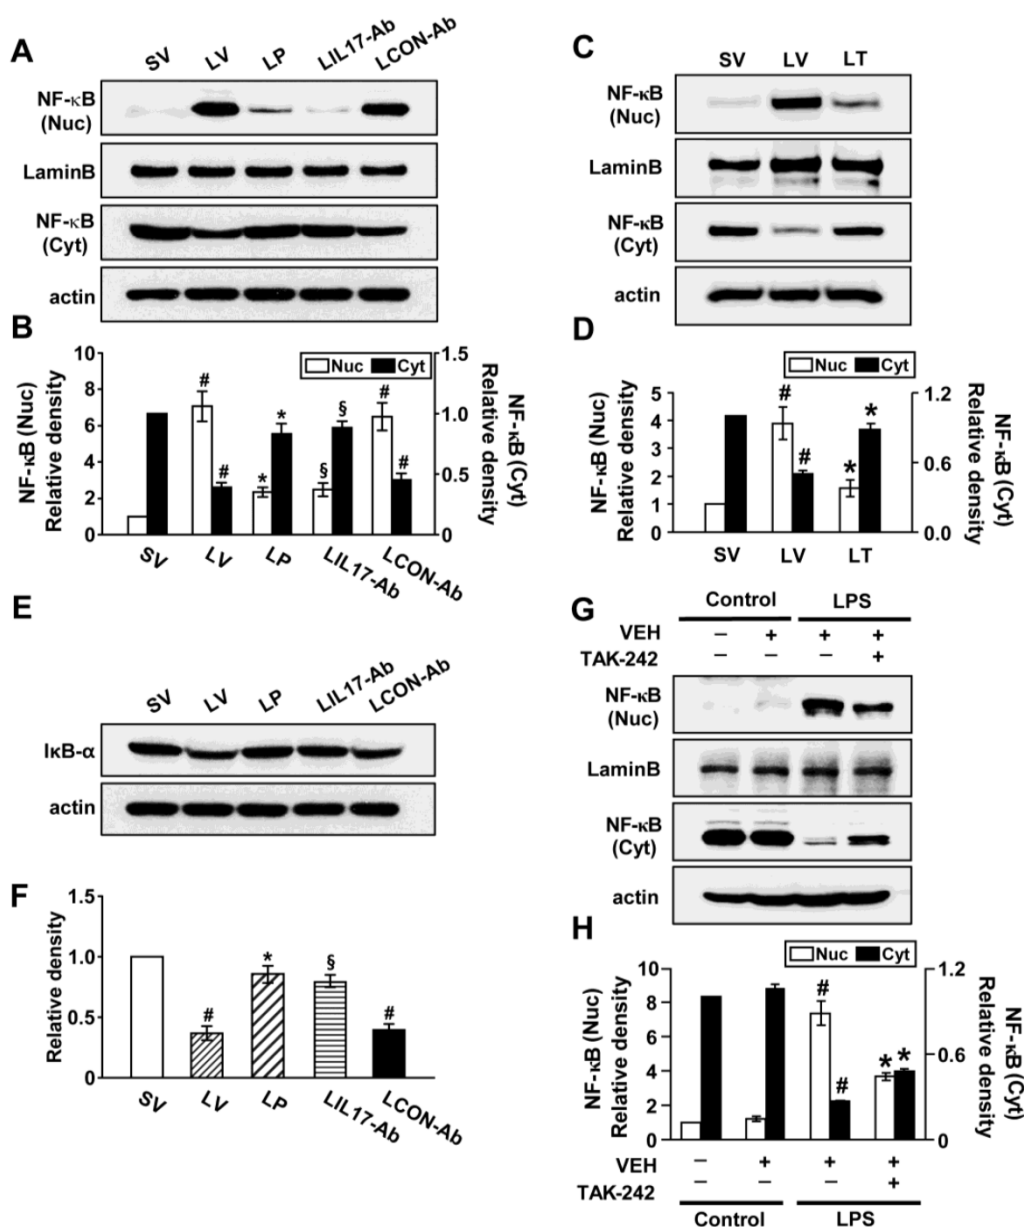 A
SV LV LP LIL17-Ab LCON-Ab
NF-κB
(Nuc)
LaminB
NF-κB
(Cyt)
actin
B
Nuc Cyt
NF-κB (Nuc)
Relative density
10
8
6
4
2
0
# # * * § § # #
1.5
1.0
0.5
0
NF-κB (Cyt)
Relative density
SV LV LP LIL17-Ab LCON-Ab
C
SV LV LT
NF-κB
(Nuc)
LaminB
NF-κB
(Cyt)
actin
D
Nuc Cyt
NF-κB (Nuc)
Relative density
5
4
3
2
1
0
# # * *
1.2
0.6
0.0
NF-κB (Cyt)
Relative density
SV LV LT
E
SV LV LP LIL17-Ab LCON-Ab
IκB-α
actin
F
Relative density
1.5
1.0
0.5
0
# * § #
SV LV LP LIL17-Ab LCON-Ab
G
Control LPS
VEH – + + +
TAK-242 – – – +
NF-κB
(Nuc)
LaminB
NF-κB
(Cyt)
actin
H
Nuc Cyt
NF-κB (Nuc)
Relative density
10
8
6
4
2
0
# # * *
1.2
0.6
0
NF-κB (Cyt)
Relative density
VEH – + + +
TAK-242 – – – +
Control LPS